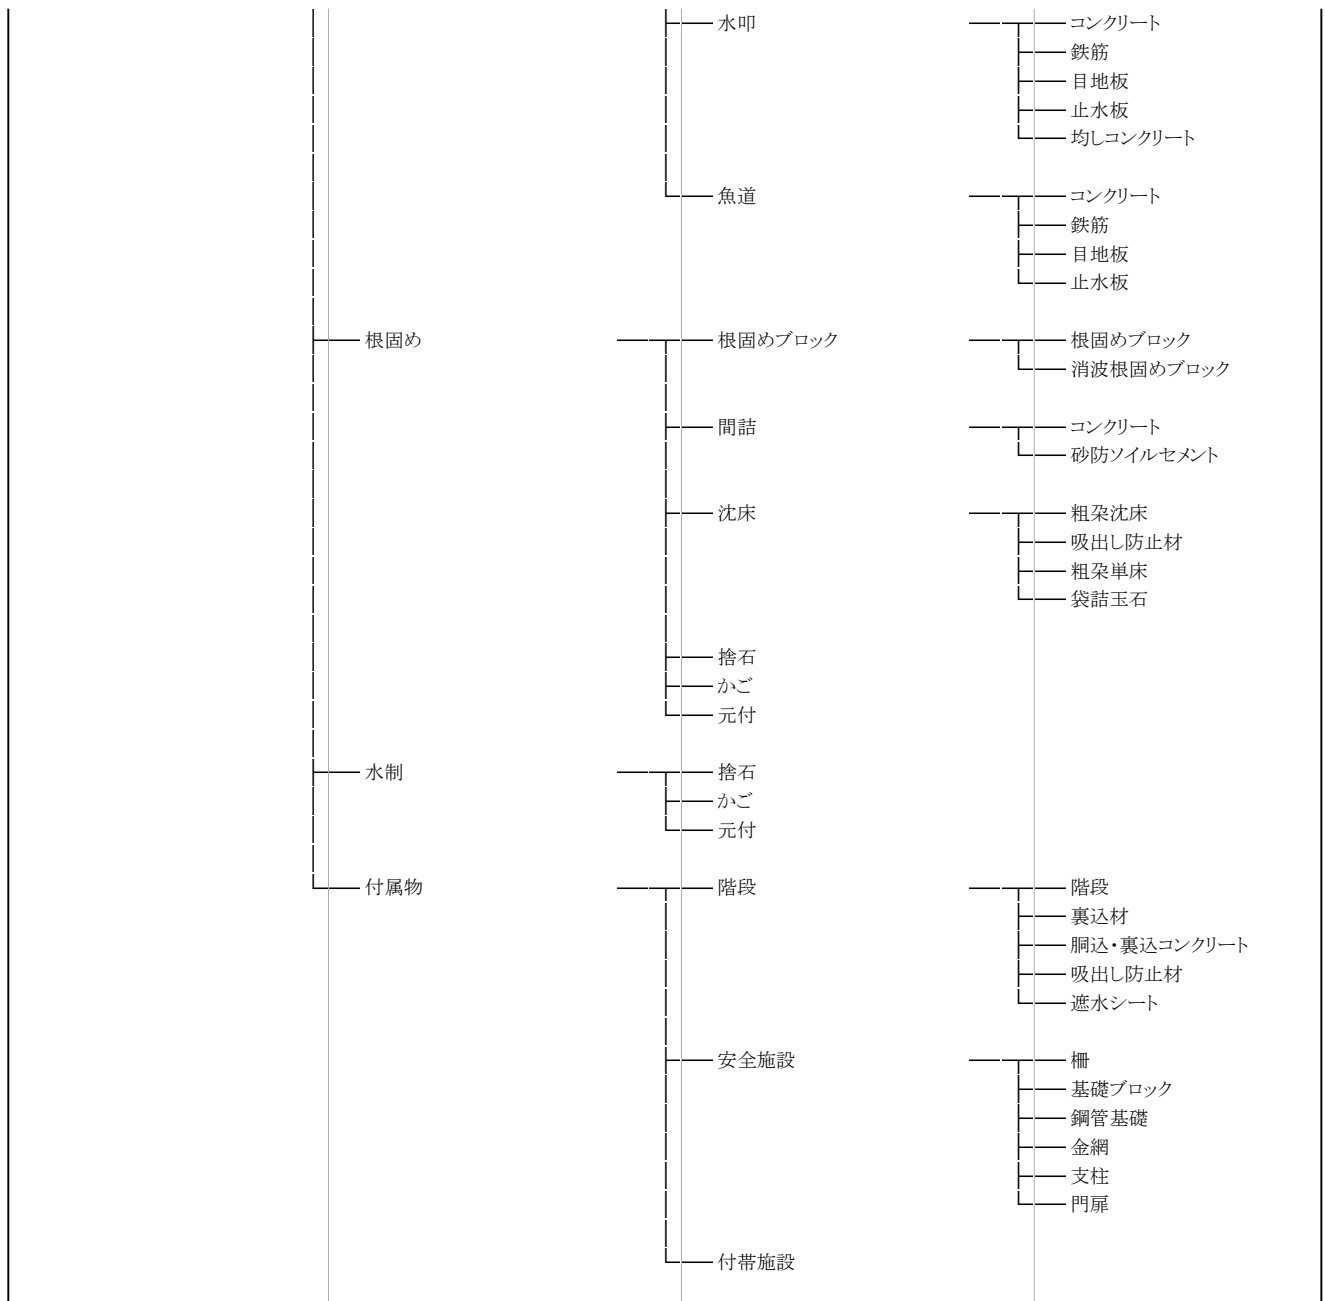 水叩 コンクリート
鉄筋
目地板
止水板
均しコンクリート
魚道 コンクリート
鉄筋
目地板
止水板
根固め 根固めブロック 根固めブロック
消波根固めブロック
間詰 コンクリート
砂防ソイルセメント
沈床 粗朶沈床
吸出し防止材
粗朶単床
袋詰玉石
捨石
かご
元付
水制 捨石
かご
元付
付属物 階段 階段
裏込材
胴込・裏込コンクリート
吸出し防止材
遮水シート
安全施設 柵
基礎ブロック
鋼管基礎
金網
支柱
門扉
付帯施設